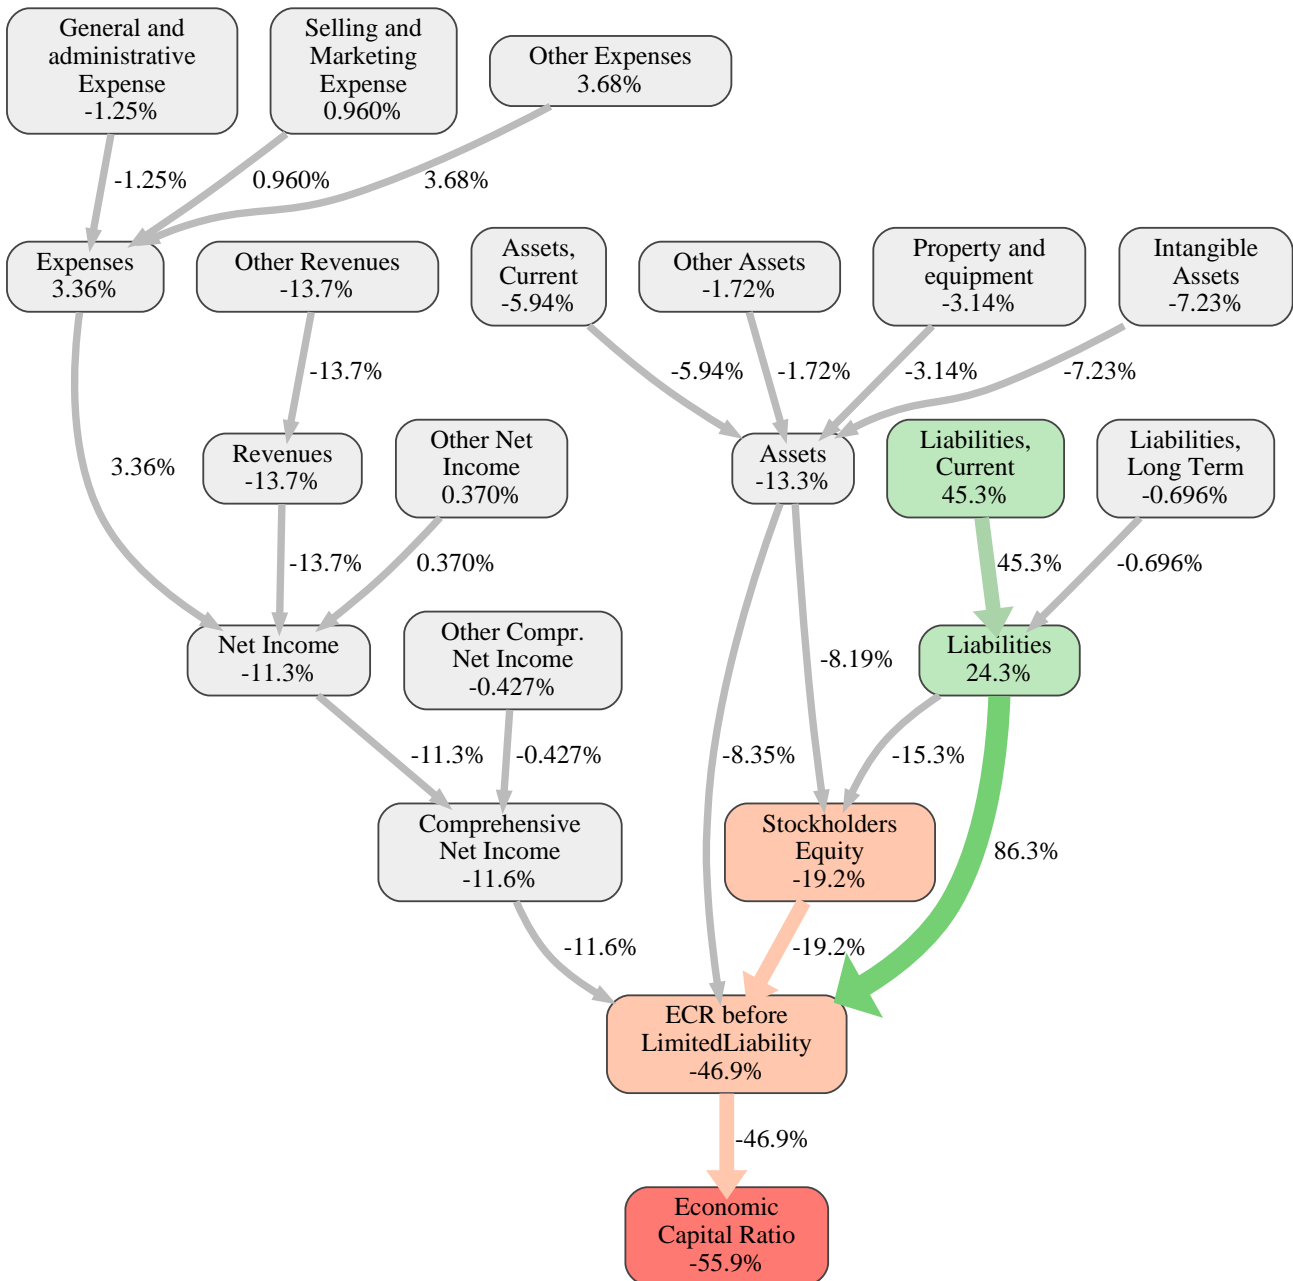 General and
administrative
Expense
-1.25%
Selling and
Marketing
Expense
0.960%
Other Expenses
3.68%
-1.25%
0.960%
3.68%
Expenses
3.36%
Other Revenues
-13.7%
Assets,
Current
-5.94%
Other Assets
-1.72%
Property and
equipment
-3.14%
Intangible
Assets
-7.23%
-13.7%
-5.94%
-1.72%
-3.14%
-7.23%
3.36%
Revenues
-13.7%
Other Net
Income
0.370%
Assets
-13.3%
Liabilities,
Current
45.3%
Liabilities,
Long Term
-0.696%
-13.7%
0.370%
45.3%
-0.696%
Net Income
-11.3%
Other Compr.
Net Income
-0.427%
-8.19%
Liabilities
24.3%
-11.3%
-0.427%
-8.35%
-15.3%
Comprehensive
Net Income
-11.6%
Stockholders
Equity
-19.2%
86.3%
-11.6%
-19.2%
ECR before
LimitedLiability
-46.9%
-46.9%
Economic
Capital Ratio
-55.9%